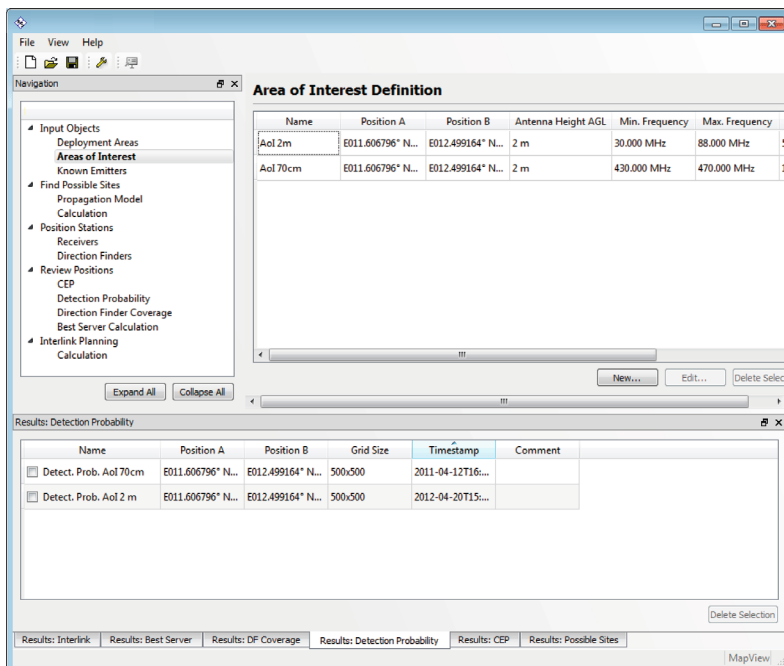 File View Help
Navigation
Input Objects
Deployment Areas
Areas of Interest
Known Emitters
Find Possible Sites
Propagation Model
Calculation
Position Stations
Receivers
Direction Finders
Review Positions
CEP
Detection Probability
Direction Finder Coverage
Best Server Calculation
Interlink Planning
Calculation
Expand All Collapse All
Area of Interest Definition
Name Position A Position B Antenna Height AGL Min. Frequency Max. Frequency
AoI 2m E011.606796° N... E012.499164° N... 2 m 30.000 MHz 88.000 MHz
AoI 70cm E011.606796° N... E012.499164° N... 2 m 430.000 MHz 470.000 MHz
New... Edit... Delete Selec
Results: Detection Probability
Name Position A Position B Grid Size Timestamp Comment
Detect. Prob. AoI 70cm E011.606796° N... E012.499164° N... 500x500 2011-04-12T16:...
Detect. Prob. AoI 2 m E011.606796° N... E012.499164° N... 500x500 2012-04-20T15:...
Delete Selection
Results: Interlink Results: Best Server Results: DF Coverage Results: Detection Probability Results: CEP Results: Possible Sites
MapView